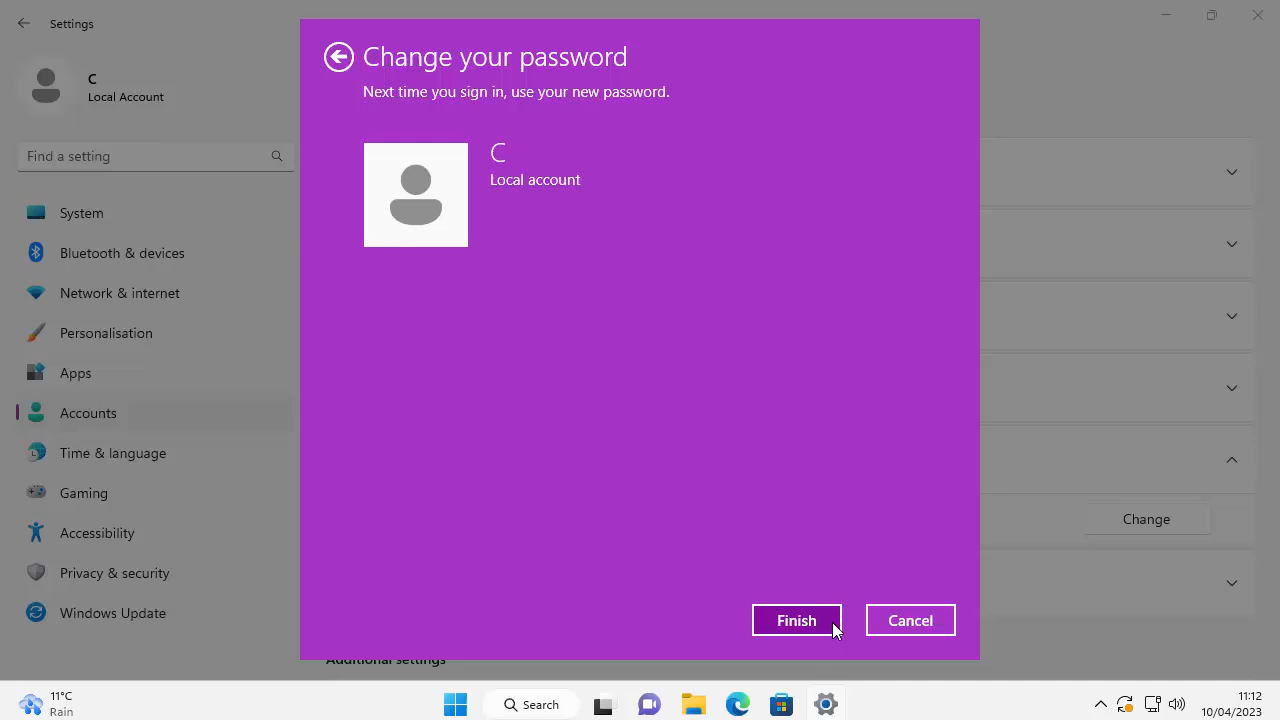 Settings
C
Local Account
Find a setting
System
Bluetooth & devices
Network & internet
Personalisation
Apps
Accounts
Time & language
Gaming
Accessibility
Privacy & security
Windows Update
Change your password
Next time you sign in, use your new password.
C
Local account
Change
Finish
Cancel
Additional settings
11°C
Rain
Search
11:12
10/04/2023